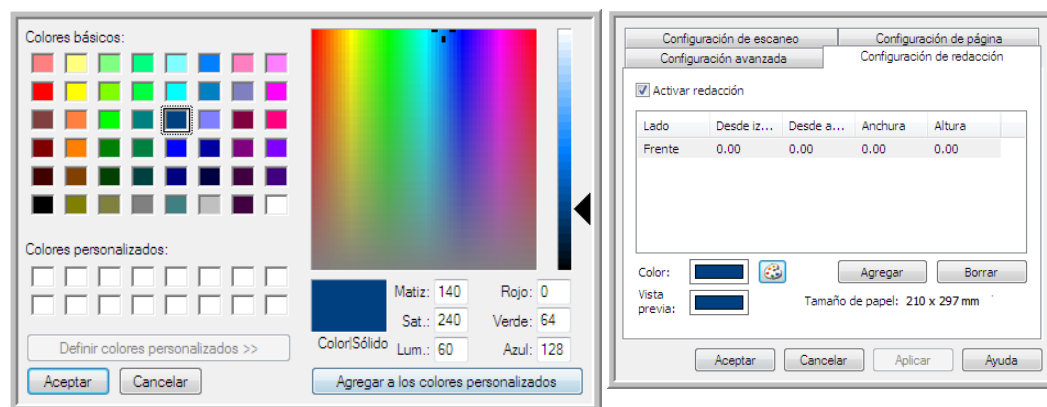 Colores básicos:
Colores personalizados:
Definir colores personalizados >>
Aceptar
Cancelar
Color|Sólido
Matiz: 140
Sat.: 240
Lum.: 60
Rojo: 0
Verde: 64
Azul: 128
Agregar a los colores personalizados
Configuración de escaneo
Configuración de página
Configuración avanzada
Configuración de redacción
Activar redacción
Lado Desde iz... Desde a... Anchura Altura
Frente 0.00 0.00 0.00 0.00
Color:
Agregar
Borrar
Vista
previa:
Tamaño de papel: 210 x 297 mm
Aceptar
Cancelar
Aplicar
Ayuda